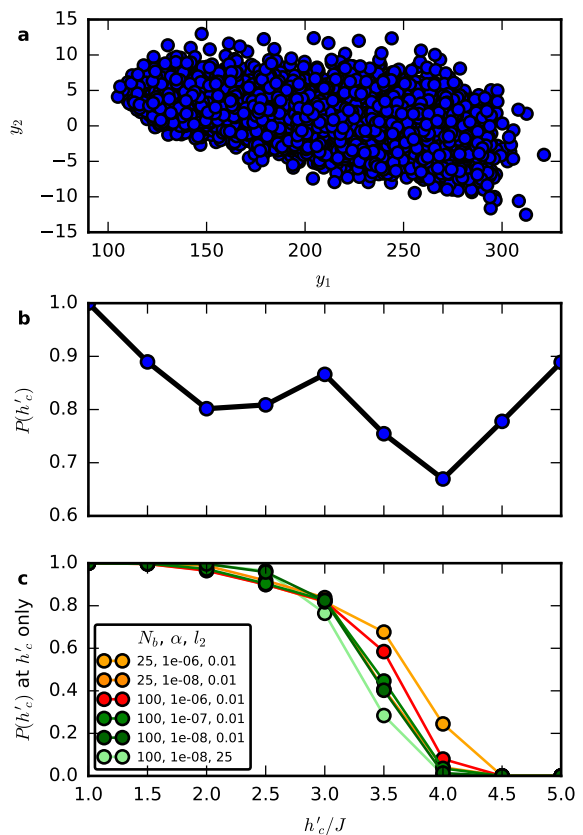 a
15
10
5
0
−5
−10
−15
y₂
100 150 200 250 300
y₁
b
1.0
0.9
0.8
0.7
0.6
P(h′c)
c
1.0
0.8
0.6
0.4
0.2
0.0
P(h′c) at h′c only
N_b, α, l₂
25, 1e-06, 0.01
25, 1e-08, 0.01
100, 1e-06, 0.01
100, 1e-07, 0.01
100, 1e-08, 0.01
100, 1e-08, 25
1.0 1.5 2.0 2.5 3.0 3.5 4.0 4.5 5.0
h′c/J